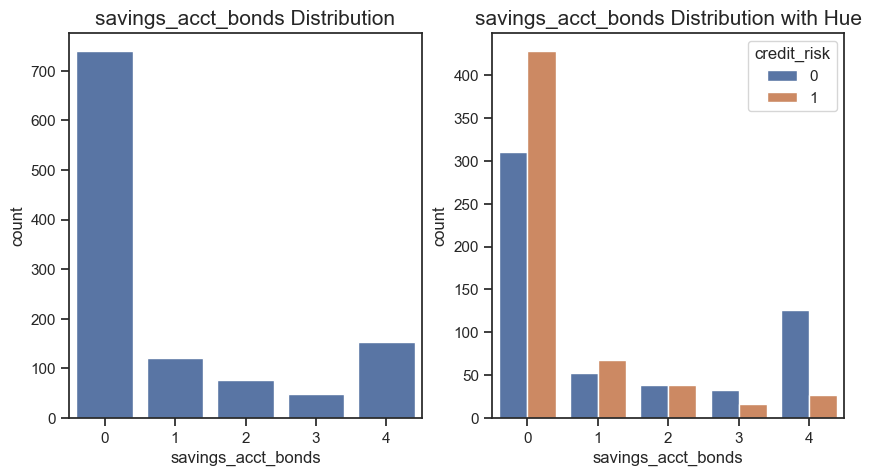 savings_acct_bonds Distribution
700
600
500
400
300
200
100
0
count
0 1 2 3 4
savings_acct_bonds
savings_acct_bonds Distribution with Hue
credit_risk
0
1
400
350
300
250
200
150
100
50
0
count
0 1 2 3 4
savings_acct_bonds